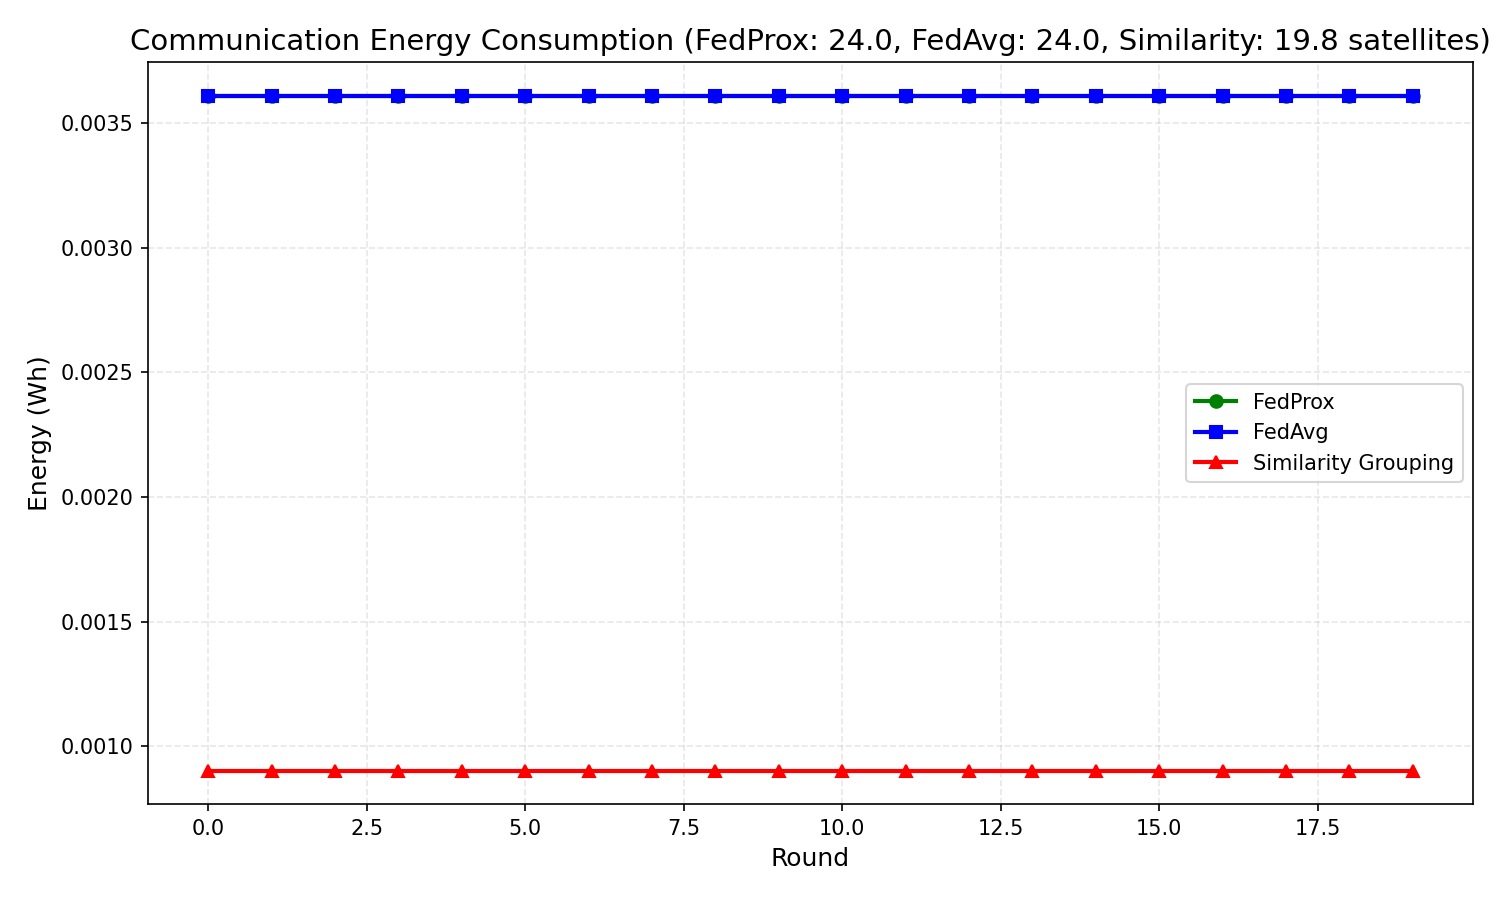 Communication Energy Consumption (FedProx: 24.0, FedAvg: 24.0, Similarity: 19.8 satellites)
Energy (Wh)
0.0035
0.0030
0.0025
0.0020
0.0015
0.0010
FedProx
FedAvg
Similarity Grouping
0.0 2.5 5.0 7.5 10.0 12.5 15.0 17.5
Round